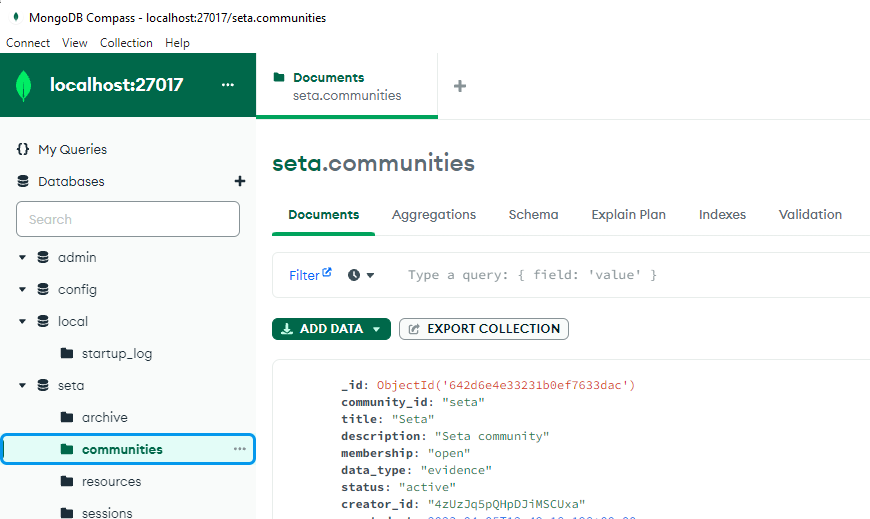 MongoDB Compass - localhost:27017/seta.communities
Connect View Collection Help
localhost:27017 ...
Documents
seta.communities
+
{} My Queries
Databases +
Search
admin
config
local
startup_log
seta
archive
communities ...
resources
sessions
seta.communities
Documents Aggregations Schema Explain Plan Indexes Validation
Filter Type a query: { field: 'value' }
ADD DATA EXPORT COLLECTION
_id: ObjectId('642d6e4e33231b0ef7633dac')
community_id: "seta"
title: "Seta"
description: "Seta community"
membership: "open"
data_type: "evidence"
status: "active"
creator_id: "4zUzJq5pQHpDJiMSCUxa"